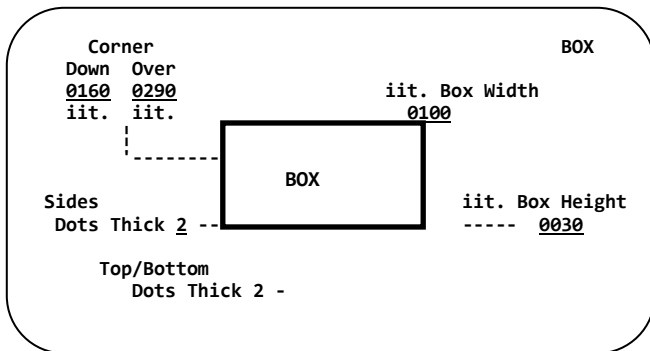 Corner BOX
Down Over
0160 0290 iit. Box Width
iit. iit. 0100
BOX
Sides iit. Box Height
Dots Thick 2 -- ----- 0030
Top/Bottom
Dots Thick 2 -